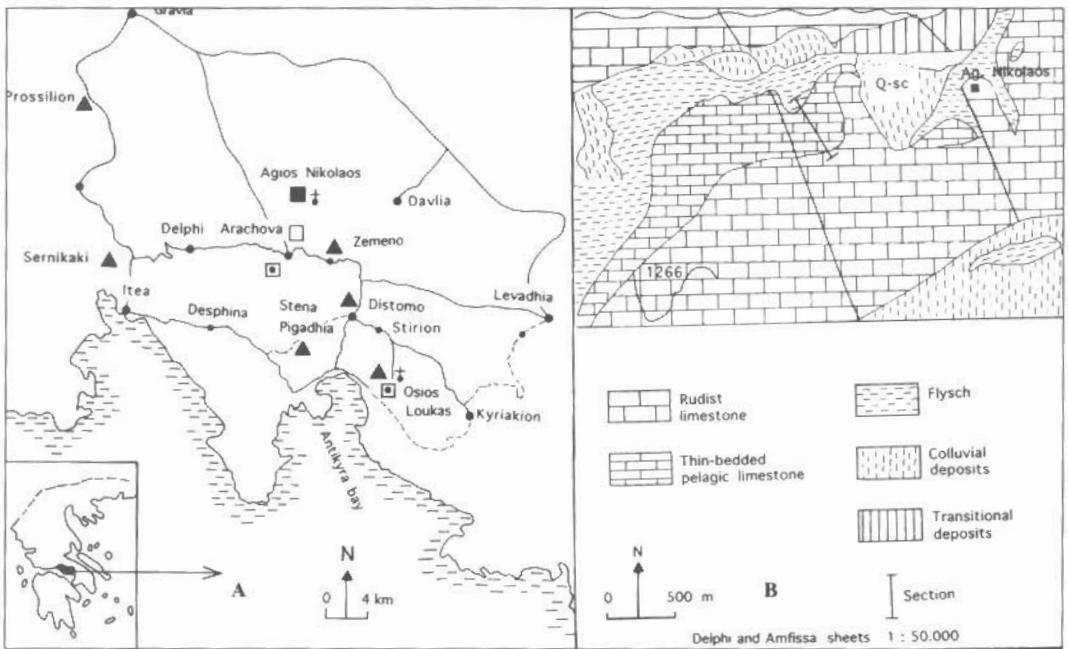 Gravia
Prossilion
Agios Nikolaos
Davlia
Delphi
Arachova
Zemeno
Sernikaki
Itea
Desphina
Stena
Pigadhia
Distomo
Stirion
Levadhia
Osios
Loukas
Kyriakion
Antikyra bay
N
0 4 km
A
Q-sc
Ag. Nikolaos
1266
Rudist
limestone
Flysch
Thin-bedded
pelagic limestone
Colluvial
deposits
Transitional
deposits
N
0 500 m
B
Section
Delphi and Amfissa sheets 1 : 50.000